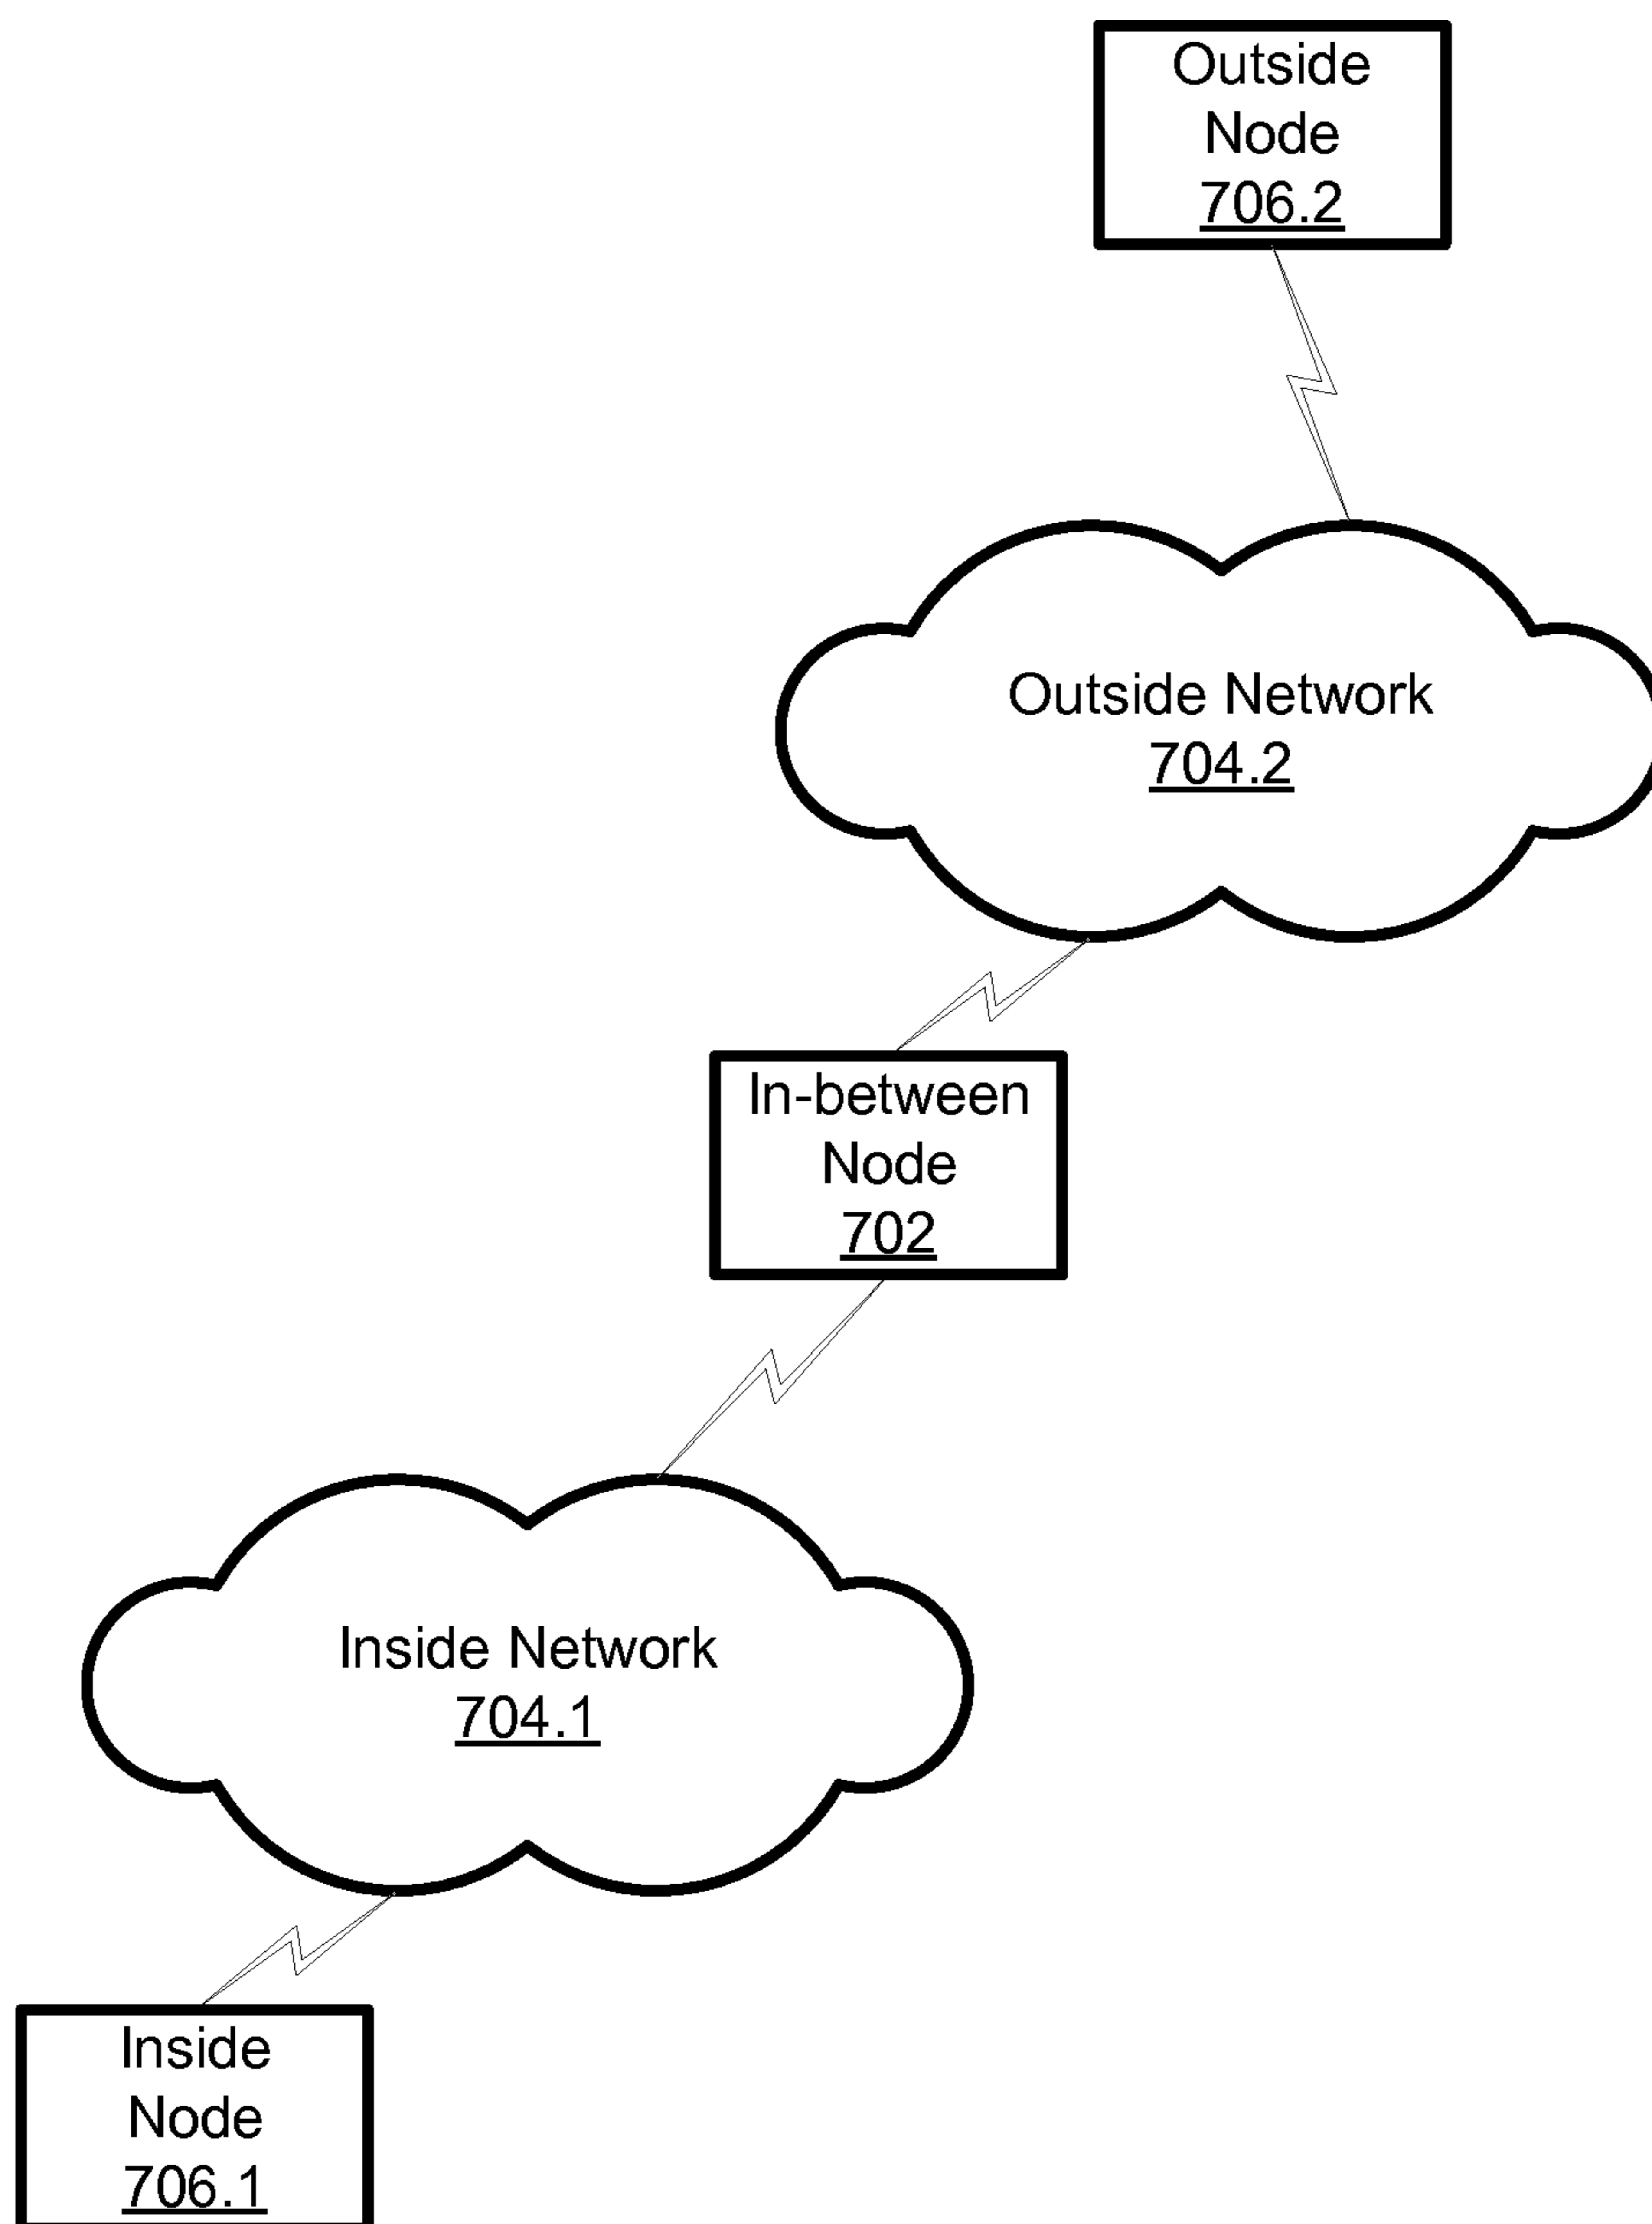 Outside
Node
706.2
Outside Network
704.2
In-between
Node
702
Inside Network
704.1
Inside
Node
706.1